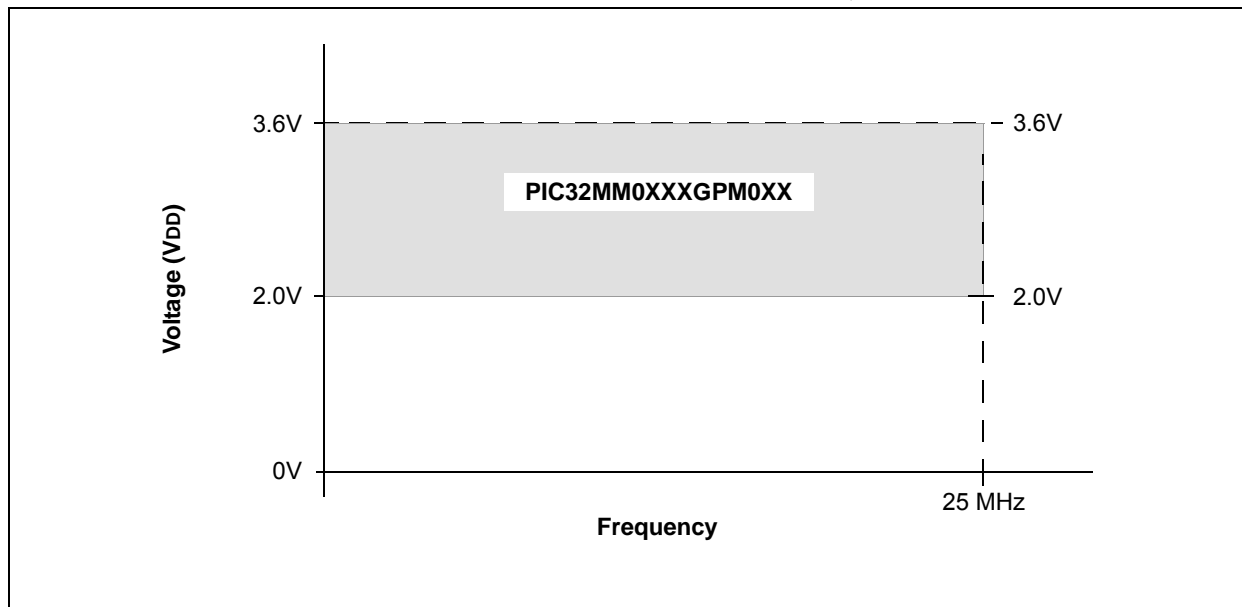 3.6V
3.6V
PIC32MM0XXXGPM0XX
Voltage (VDD)
2.0V
2.0V
0V
25 MHz
Frequency